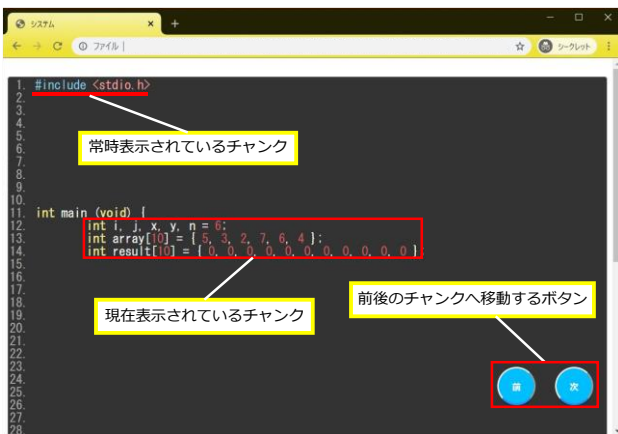 システム
ファイル
シークレット
1. #include <stdio.h>
2.
3.
4.
5.
常時表示されているチャンク
6.
7.
8.
9.
10.
11. int main (void) {
12. int i, j, x, y, n = 6;
13. int array[10] = { 5, 3, 2, 7, 6, 4 };
14. int result[10] = { 0, 0, 0, 0, 0, 0, 0, 0, 0, 0, 0 };
15.
16.
17.
前後のチャンクへ移動するボタン
18.
現在表示されているチャンク
19.
20.
21.
22.
23.
24.
前 次
25.
26.
27.
28.